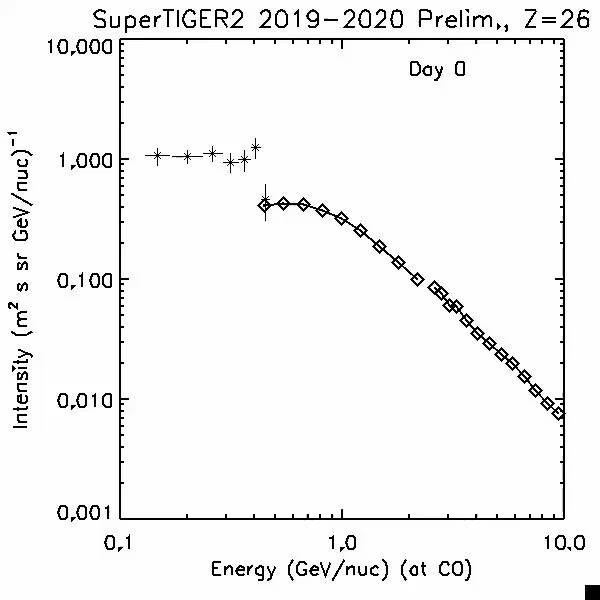 SuperTIGER2 2019-2020 Prelim., Z=26
10,000
Day 0
1,000
0,100
0,010
0,001
Intensity (m² s sr GeV/nuc)⁻¹
0,1 1,0 10,0
Energy (GeV/nuc) (at CO)